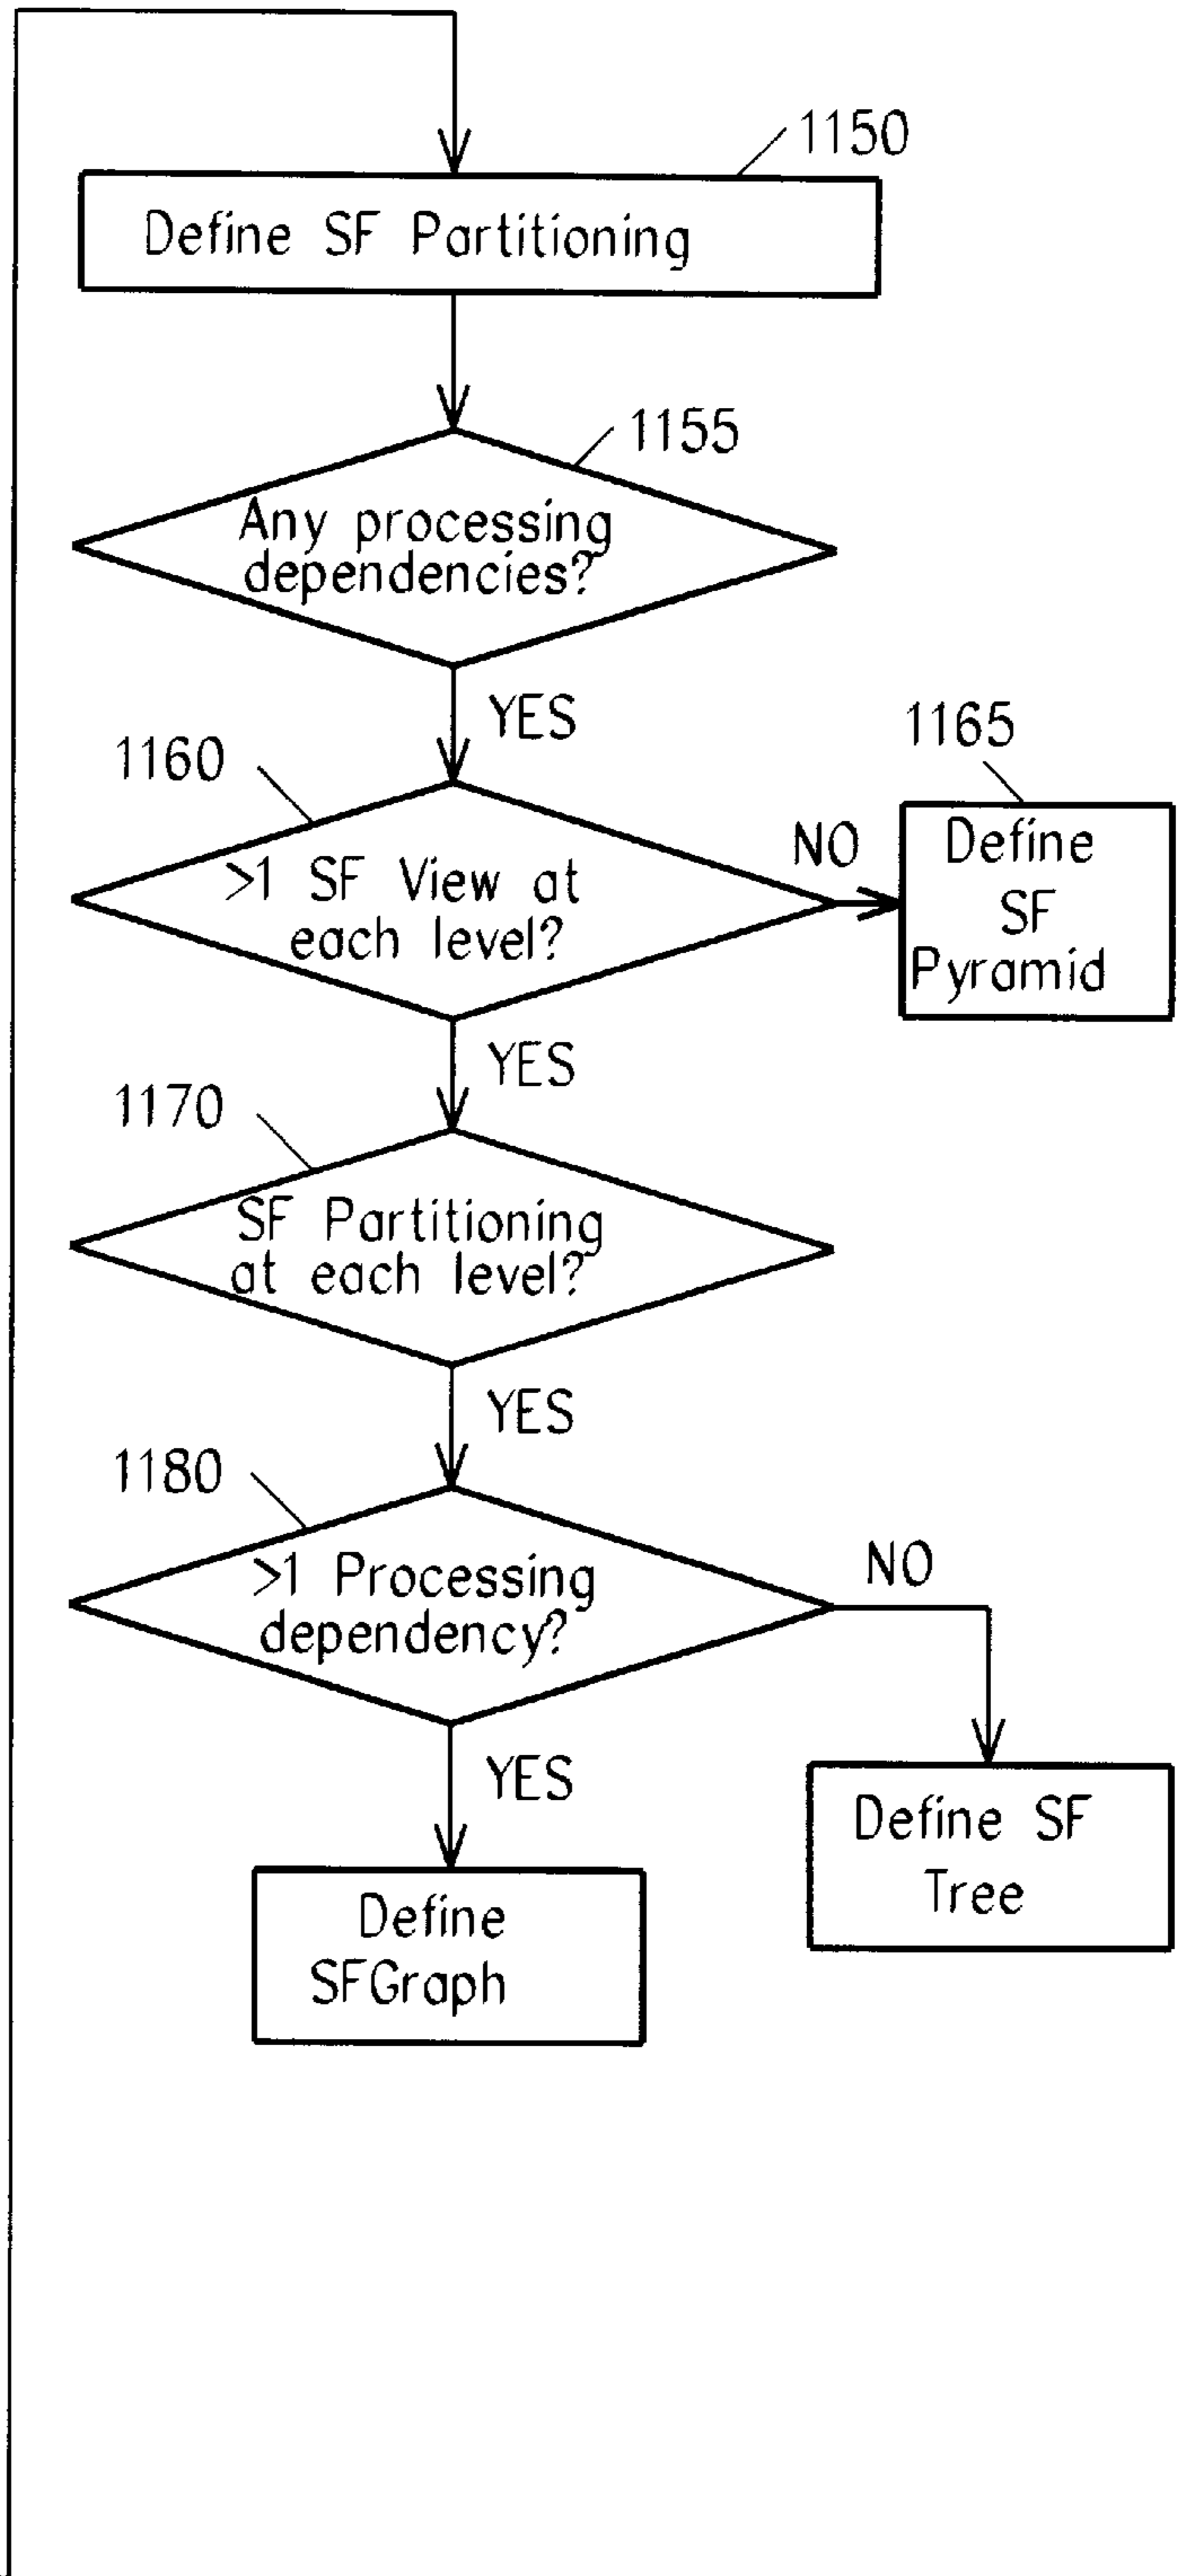 1150
Define SF Partitioning
1155
Any processing
dependencies?
YES
1160
>1 SF View at
each level?
NO
1165
Define
SF
Pyramid
YES
1170
SF Partitioning
at each level?
YES
1180
>1 Processing
dependency?
NO
YES
Define SF
Tree
Define
SFGraph